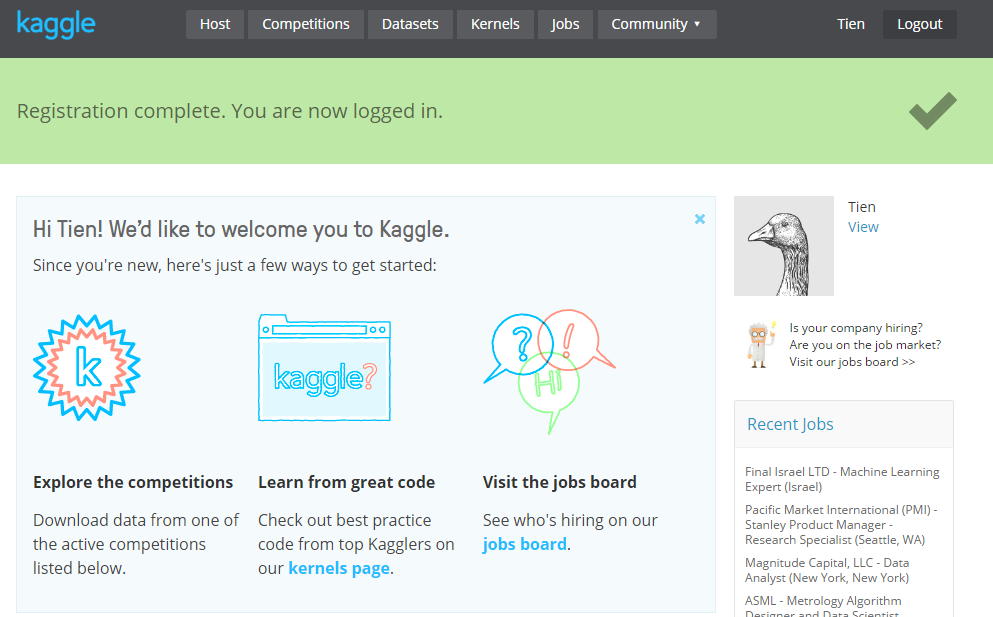 kaggle
Host
Competitions
Datasets
Kernels
Jobs
Community
Tien
Logout
Registration complete. You are now logged in.
Hi Tien! We’d like to welcome you to Kaggle.
Since you're new, here's just a few ways to get started:
k
kaggle?
?
!
Hi
Explore the competitions
Download data from one of
the active competitions
listed below.
Learn from great code
Check out best practice
code from top Kagglers on
our kernels page.
Visit the jobs board
See who's hiring on our
jobs board.
Tien
View
Is your company hiring?
Are you on the job market?
Visit our jobs board >>
Recent Jobs
Final Israel LTD - Machine Learning
Expert (Israel)
Pacific Market International (PMI) -
Stanley Product Manager -
Research Specialist (Seattle, WA)
Magnitude Capital, LLC - Data
Analyst (New York, New York)
ASML - Metrology Algorithm
Designer and Data Scientist